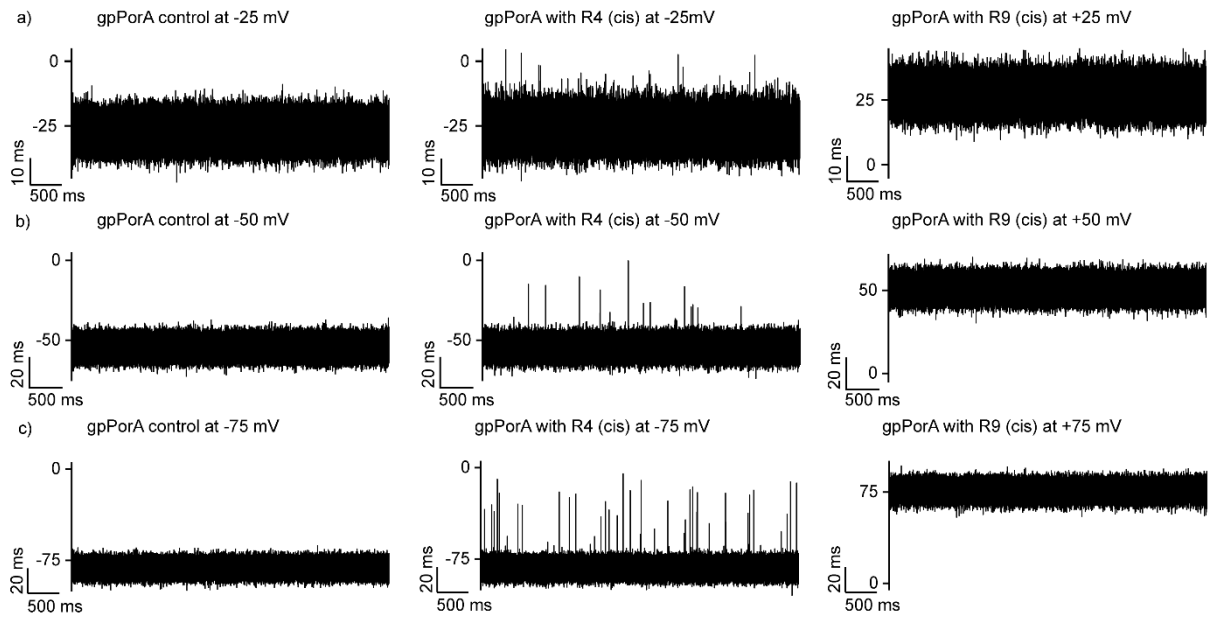 a)
gpPorA control at -25 mV
gpPorA with R4 (cis) at -25mV
gpPorA with R9 (cis) at +25 mV
0
-25
10 ms
500 ms
0
-25
10 ms
500 ms
25
0
10 ms
500 ms
b)
gpPorA control at -50 mV
gpPorA with R4 (cis) at -50 mV
gpPorA with R9 (cis) at +50 mV
0
-50
20 ms
500 ms
0
-50
20 ms
500 ms
50
0
20 ms
500 ms
c)
gpPorA control at -75 mV
gpPorA with R4 (cis) at -75 mV
gpPorA with R9 (cis) at +75 mV
0
-75
20 ms
500 ms
0
-75
20 ms
500 ms
75
0
20 ms
500 ms